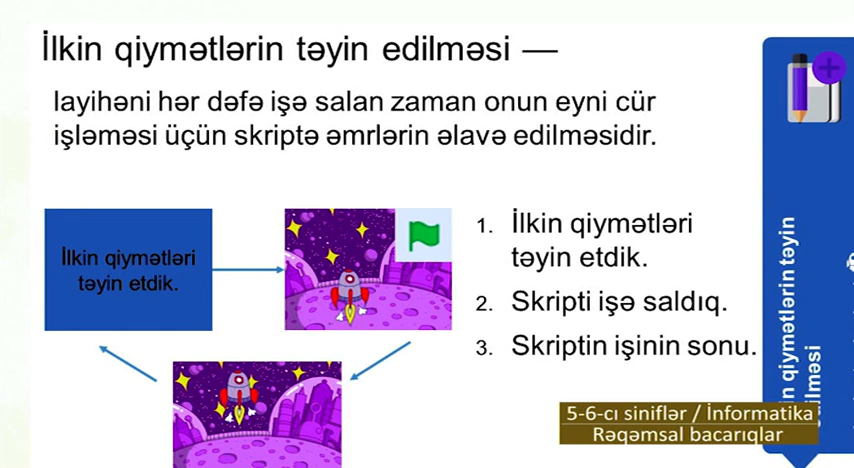 İlkin qiymətlərin təyin edilməsi —
layihəni hər dəfə işə salan zaman onun eyni cür
işləməsi üçün skriptə əmrlərin əlavə edilməsidir.
İlkin qiymətləri
təyin etdik.
1. İlkin qiymətləri
təyin etdik.
2. Skripti işə saldıq.
3. Skriptin işinin sonu.
qiymətlərin təyin
5-6-cı siniflər / İnformatika
Rəqəmsal bacarıqlar